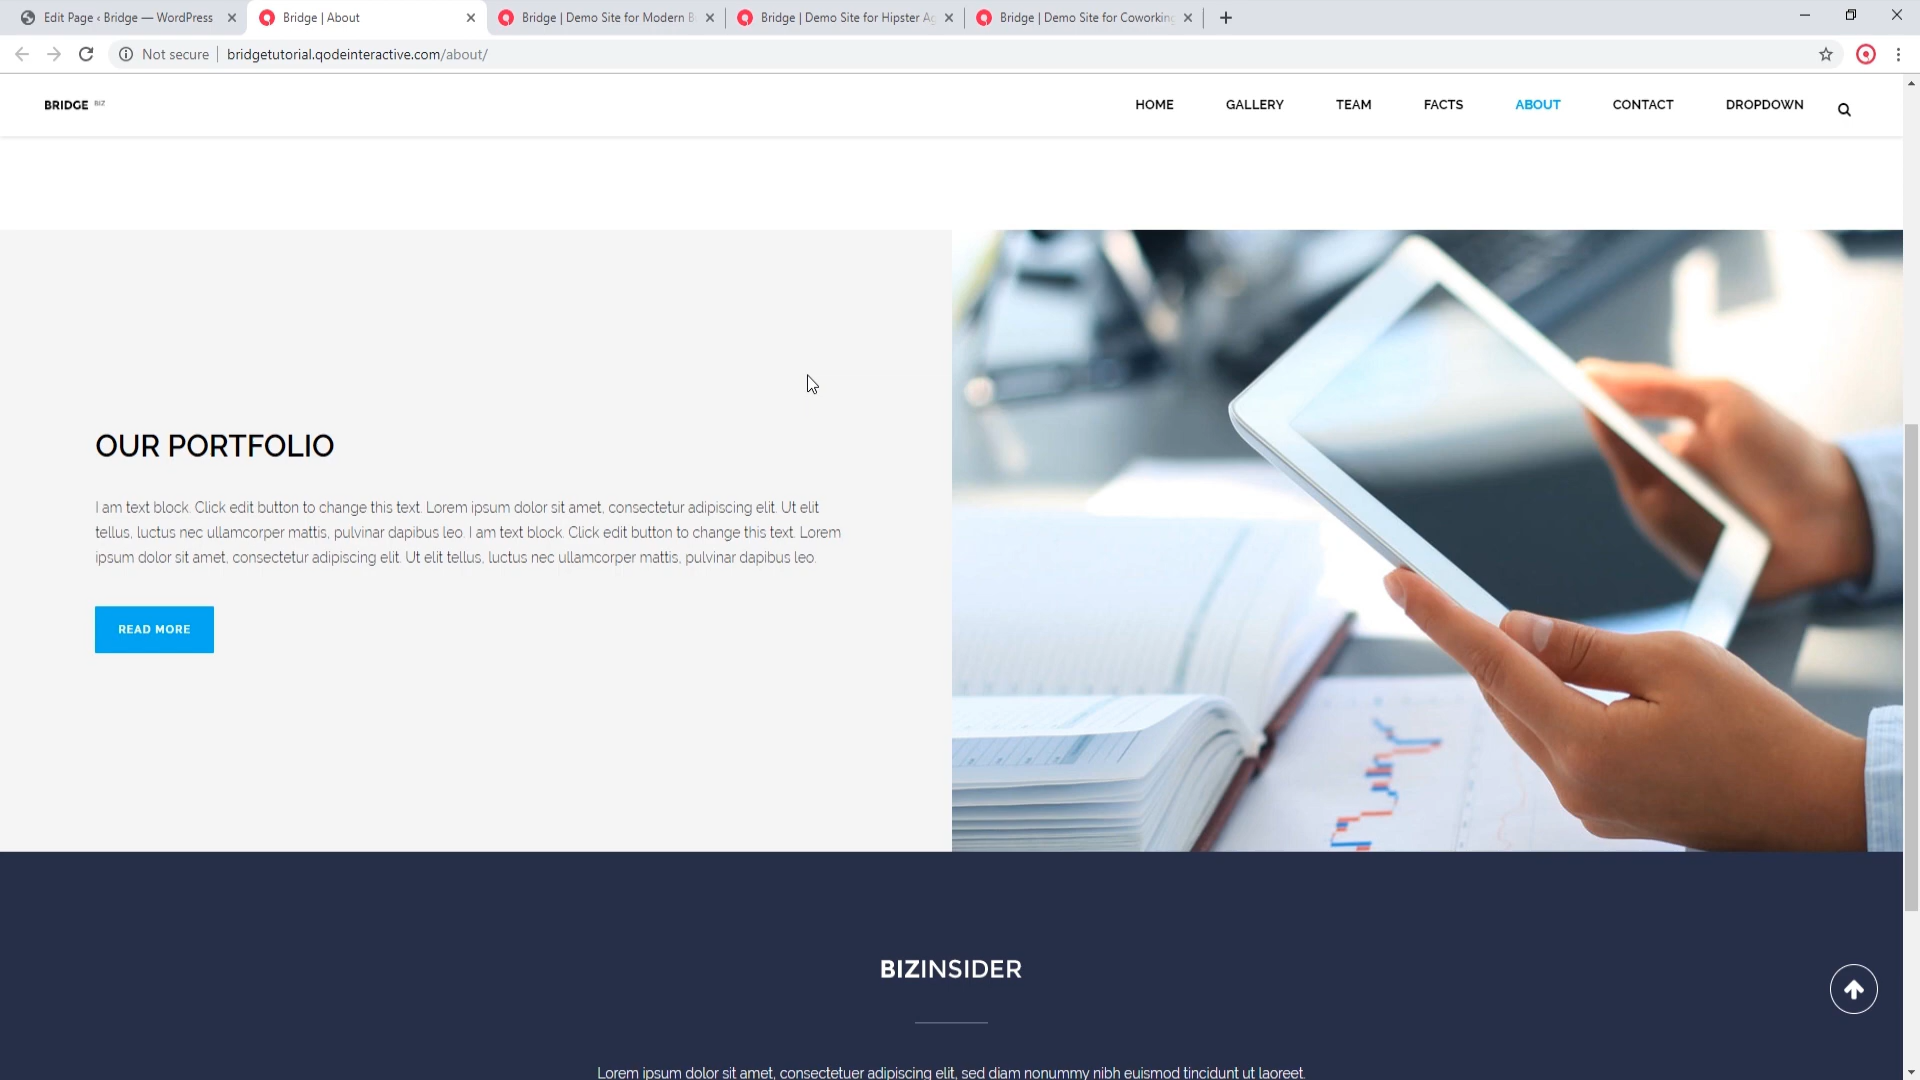 Edit Page ‹ Bridge — WordPress
Bridge | About
Bridge | Demo Site for Modern B
Bridge | Demo Site for Hipster Ag
Bridge | Demo Site for Coworking
Not secure
bridgetutorial.qodeinteractive.com/about/
BRIDGE BIZ
HOME
GALLERY
TEAM
FACTS
ABOUT
CONTACT
DROPDOWN
OUR PORTFOLIO
I am text block. Click edit button to change this text. Lorem ipsum dolor sit amet, consectetur adipiscing elit. Ut elit
tellus, luctus nec ullamcorper mattis, pulvinar dapibus leo. I am text block. Click edit button to change this text. Lorem
ipsum dolor sit amet, consectetur adipiscing elit. Ut elit tellus, luctus nec ullamcorper mattis, pulvinar dapibus leo.
READ MORE
BIZINSIDER
Lorem ipsum dolor sit amet, consectetuer adipiscing elit, sed diam nonummy nibh euismod tincidunt ut laoreet.